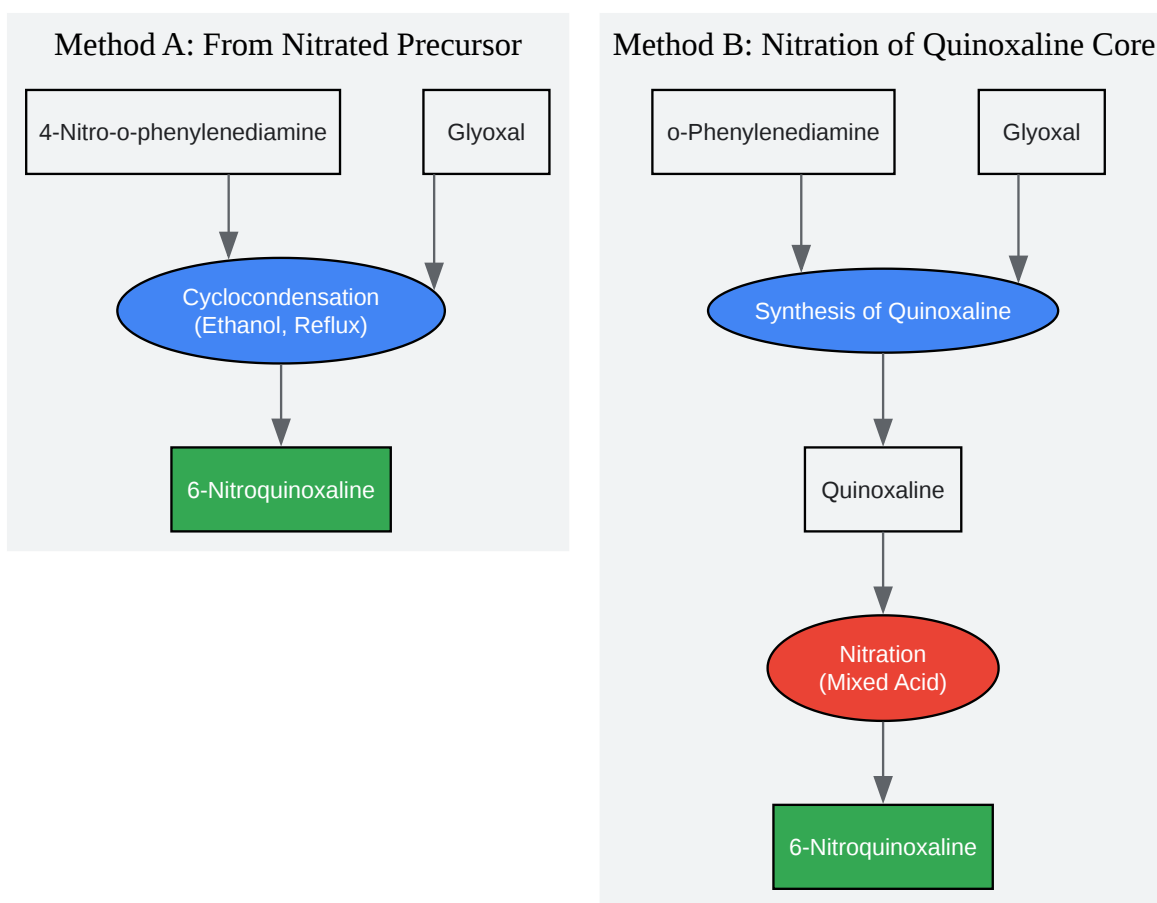 Method A: From Nitrated Precursor
4-Nitro-o-phenylenediamine
Glyoxal
Cyclocondensation
(Ethanol, Reflux)
6-Nitroquinoxaline
Method B: Nitration of Quinoxaline Core
o-Phenylenediamine
Glyoxal
Synthesis of Quinoxaline
Quinoxaline
Nitration
(Mixed Acid)
6-Nitroquinoxaline